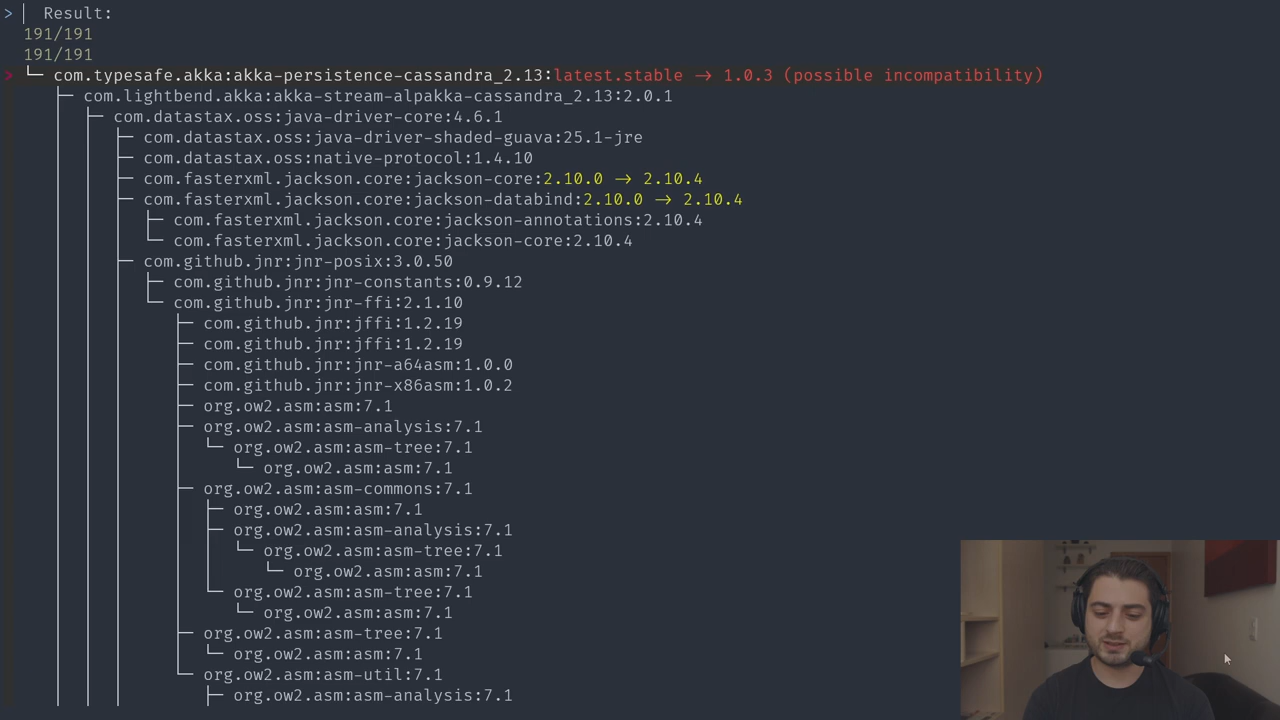 > Result:
191/191
191/191
> └─ com.typesafe.akka:akka-persistence-cassandra_2.13:latest.stable -> 1.0.3 (possible incompatibility)
├─ com.lightbend.akka:akka-stream-alpakka-cassandra_2.13:2.0.1
├─ com.datastax.oss:java-driver-core:4.6.1
├─ com.datastax.oss:java-driver-shaded-guava:25.1-jre
├─ com.datastax.oss:native-protocol:1.4.10
├─ com.fasterxml.jackson.core:jackson-core:2.10.0 -> 2.10.4
├─ com.fasterxml.jackson.core:jackson-databind:2.10.0 -> 2.10.4
├─ com.fasterxml.jackson.core:jackson-annotations:2.10.4
└─ com.fasterxml.jackson.core:jackson-core:2.10.4
├─ com.github.jnr:jnr-posix:3.0.50
├─ com.github.jnr:jnr-constants:0.9.12
└─ com.github.jnr:jnr-ffi:2.1.10
├─ com.github.jnr:jffi:1.2.19
├─ com.github.jnr:jffi:1.2.19
├─ com.github.jnr:jnr-a64asm:1.0.0
├─ com.github.jnr:jnr-x86asm:1.0.2
├─ org.ow2.asm:asm:7.1
├─ org.ow2.asm:asm-analysis:7.1
└─ org.ow2.asm:asm-tree:7.1
└─ org.ow2.asm:asm:7.1
├─ org.ow2.asm:asm-commons:7.1
├─ org.ow2.asm:asm:7.1
├─ org.ow2.asm:asm-analysis:7.1
└─ org.ow2.asm:asm-tree:7.1
└─ org.ow2.asm:asm:7.1
└─ org.ow2.asm:asm-tree:7.1
└─ org.ow2.asm:asm:7.1
├─ org.ow2.asm:asm-tree:7.1
└─ org.ow2.asm:asm:7.1
└─ org.ow2.asm:asm-util:7.1
├─ org.ow2.asm:asm-analysis:7.1